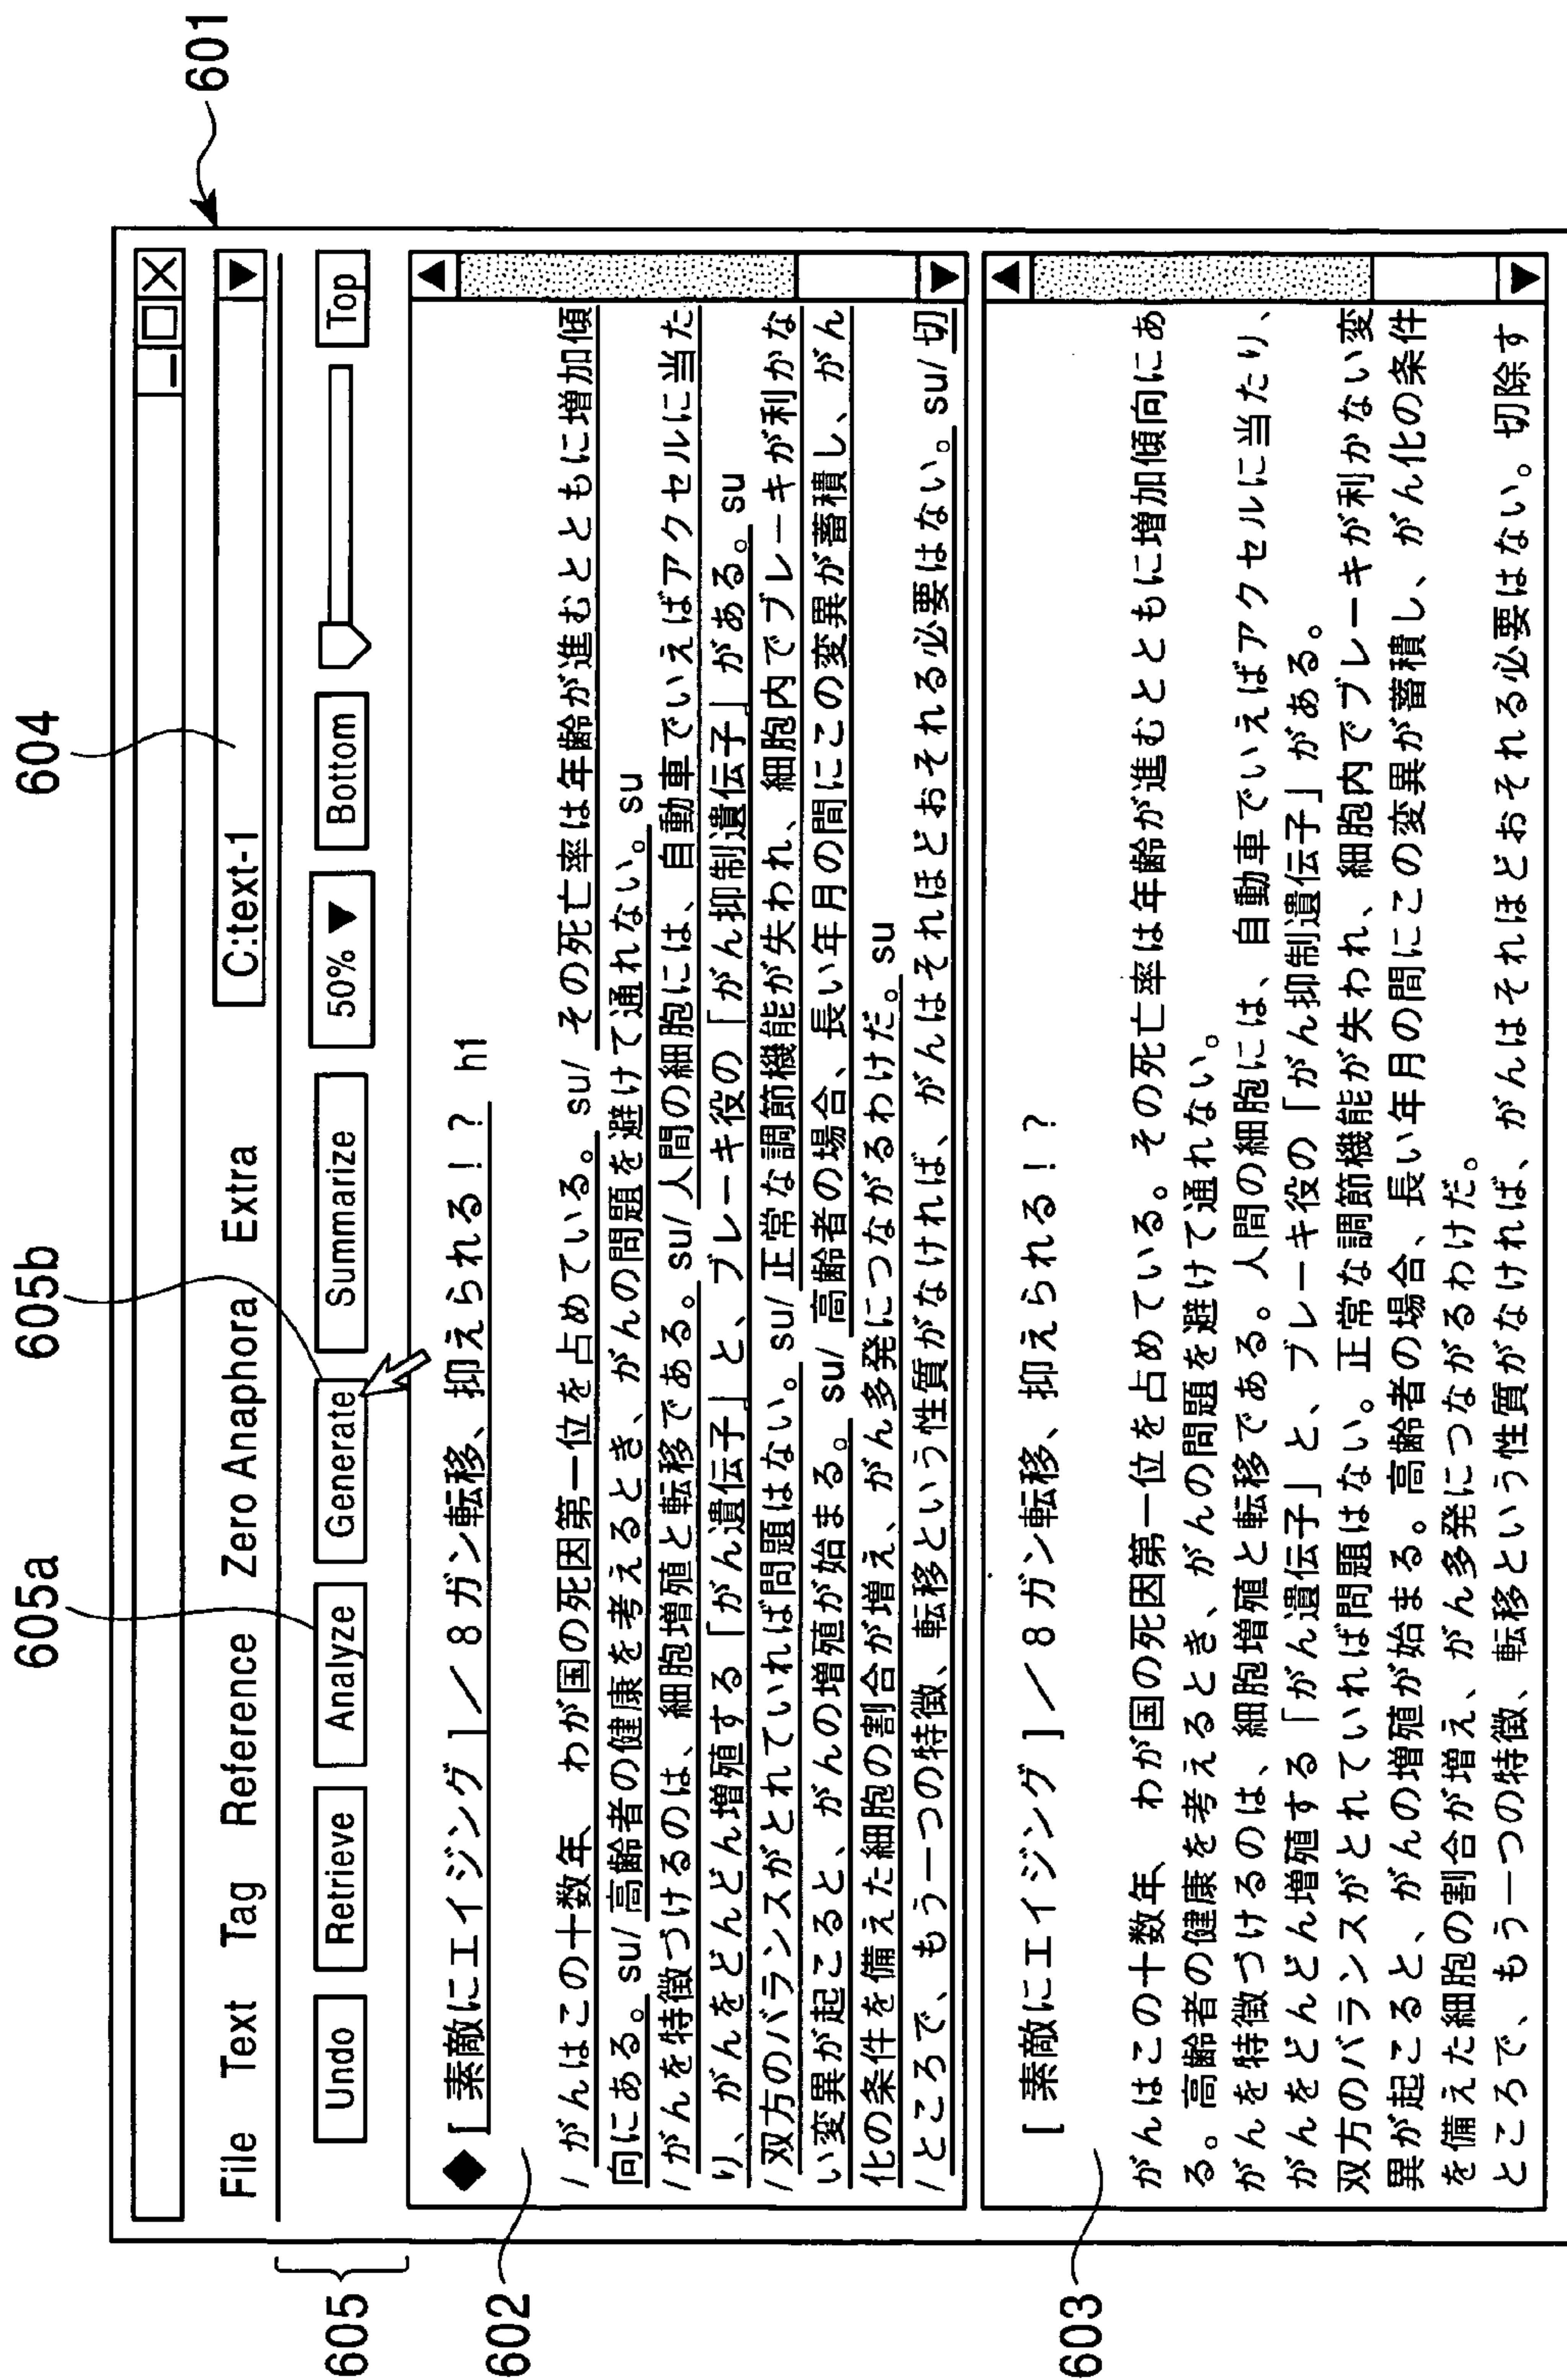 601
604
605b
605a
605
602
603
C:text-1
File Text Tag Reference Zero Anaphora Extra
Undo Retrieve Analyze Generate Summarize 50% Bottom Top
[素敵にエイジング]／8ガン転移、抑えられる！？ h1
/がんはこの十数年、わが国の死因第一位を占めている。su/その死亡率は年齢が進むとともに増加傾
向にある。su/高齢者の健康を考えるとき、がんの問題を避けて通れない。su
/がんを特徴づけるのは、細胞増殖と転移である。su/人間の細胞には、自動車でいえばアクセルに当た
り、がんをどんどん増殖する「がん遺伝子」と、ブレーキ役の「がん抑制遺伝子」がある。su
/双方のバランスがとれていれば問題はない。su/正常な調節機能が失われ、細胞内でブレーキが利かな
い変異が起こると、がんの増殖が始まる。su/高齢者の場合、長い年月の間にこの変異が蓄積し、がん
化の条件を備えた細胞の割合が増え、がん多発につながるわけだ。su
/ところで、もう一つの特徴、転移という性質がなければ、がんはそれほどおそれる必要はない。su/切
[素敵にエイジング]／8ガン転移、抑えられる！？
がんはこの十数年、わが国の死因第一位を占めている。その死亡率は年齢が進むとともに増加傾向にあ
る。高齢者の健康を考えるとき、がんの問題を避けて通れない。
がんを特徴づけるのは、細胞増殖と転移である。人間の細胞には、自動車でいえばアクセルに当たり、
がんをどんどん増殖する「がん遺伝子」と、ブレーキ役の「がん抑制遺伝子」がある。
双方のバランスがとれていれば問題はない。正常な調節機能が失われ、細胞内でブレーキが利かない変
異が起こると、がんの増殖が始まる。高齢者の場合、長い年月の間にこの変異が蓄積し、がん化の条件
を備えた細胞の割合が増え、がん多発につながるわけだ。
ところで、もう一つの特徴、転移という性質がなければ、がんはそれほどおそれる必要はない。切除す